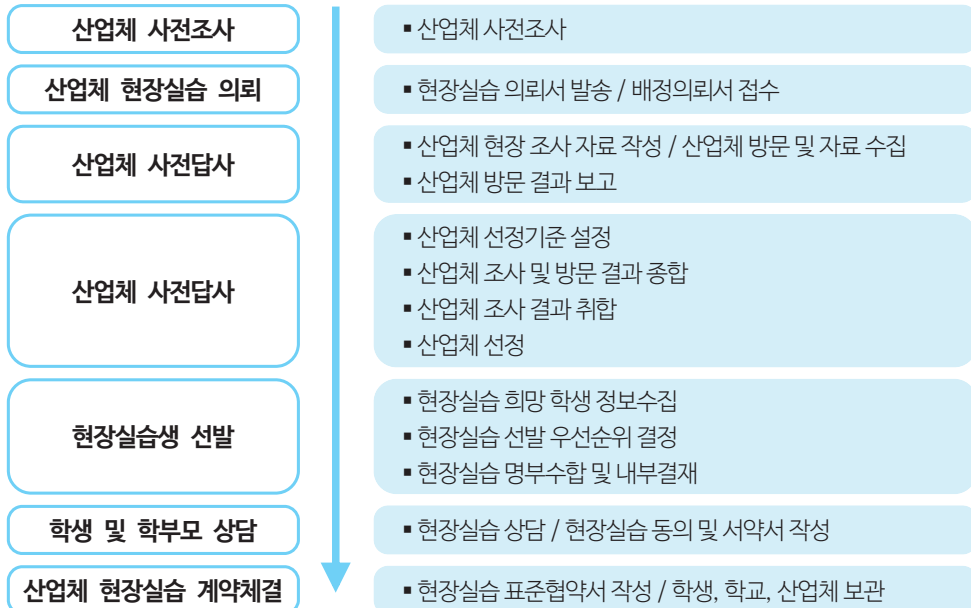 산업체 사전조사
▪ 산업체 사전조사
산업체 현장실습 의뢰
▪ 현장실습 의뢰서 발송 / 배정의뢰서 접수
산업체 사전답사
▪ 산업체 현장 조사 자료 작성 / 산업체 방문 및 자료 수집
▪ 산업체 방문 결과 보고
산업체 사전답사
▪ 산업체 선정기준 설정
▪ 산업체 조사 및 방문 결과 종합
▪ 산업체 조사 결과 취합
▪ 산업체 선정
현장실습생 선발
▪ 현장실습 희망 학생 정보수집
▪ 현장실습 선발 우선순위 결정
▪ 현장실습 명부수합 및 내부결재
학생 및 학부모 상담
▪ 현장실습 상담 / 현장실습 동의 및 서약서 작성
산업체 현장실습 계약체결
▪ 현장실습 표준협약서 작성 / 학생, 학교, 산업체 보관